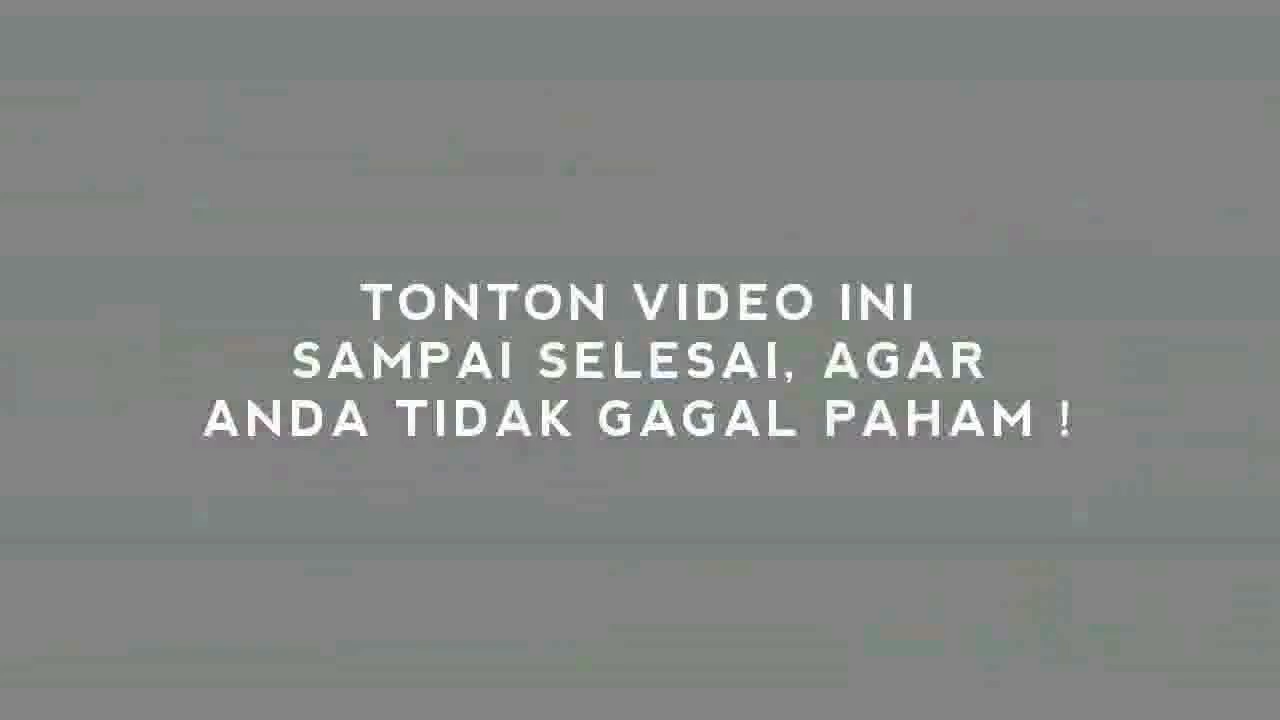 TONTON VIDEO INI
SAMPAI SELESAI, AGAR
ANDA TIDAK GAGAL PAHAM !